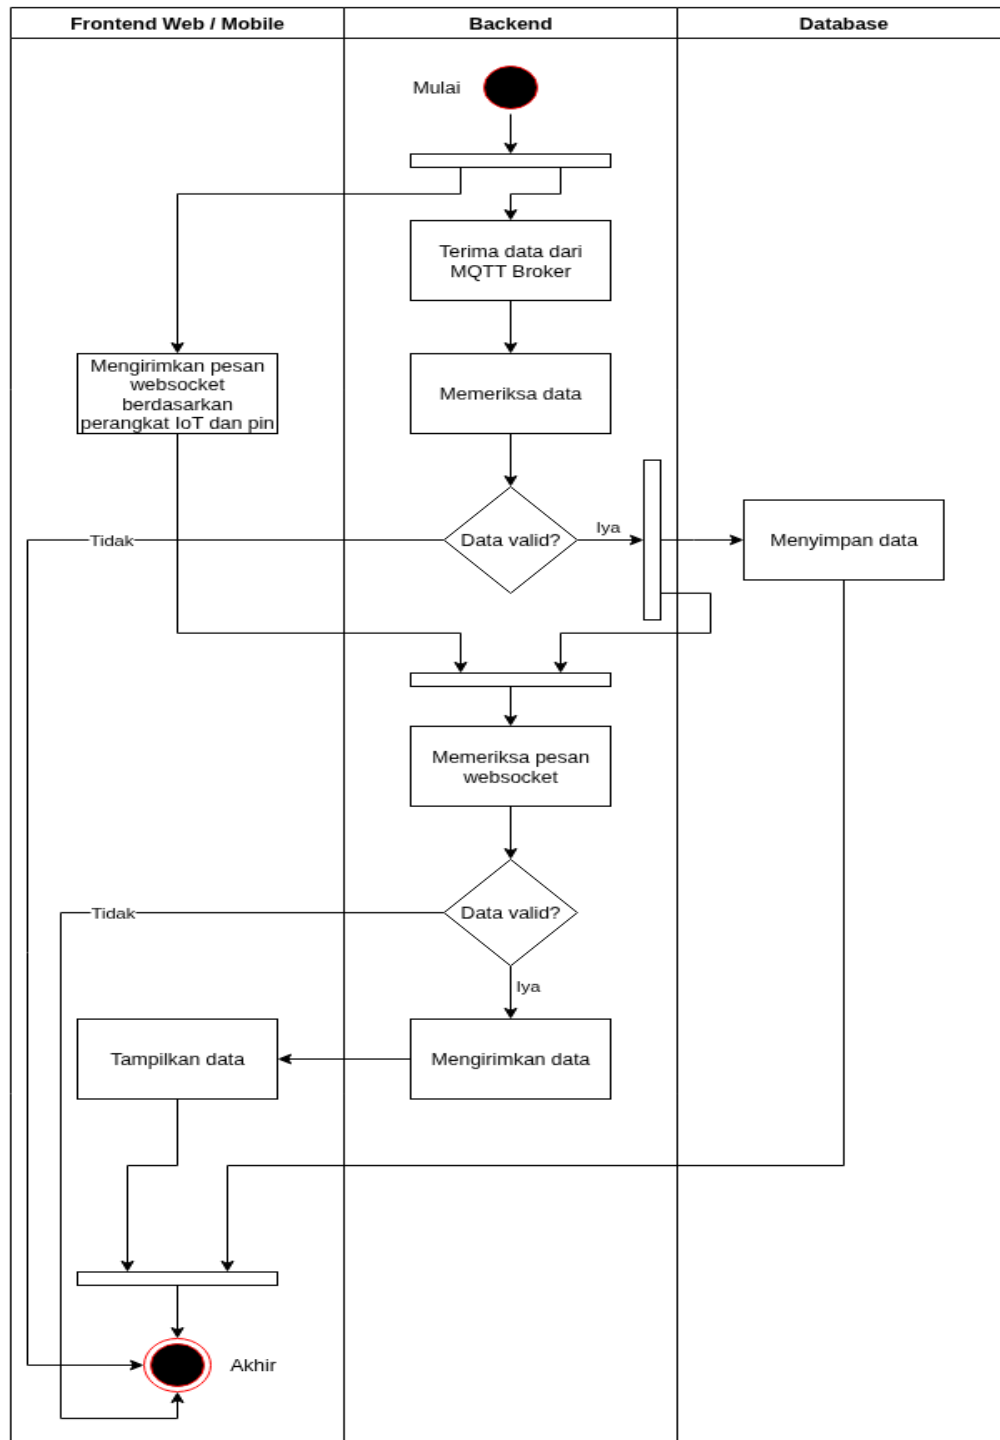 Frontend Web / Mobile
Backend
Database
Mulai
Terima data dari
MQTT Broker
Mengirimkan pesan
websocket
berdasarkan
perangkat IoT dan pin
Memeriksa data
Tidak
Data valid?
Iya
Menyimpan data
Memeriksa pesan
websocket
Tidak
Data valid?
Iya
Tampilkan data
Mengirimkan data
Akhir